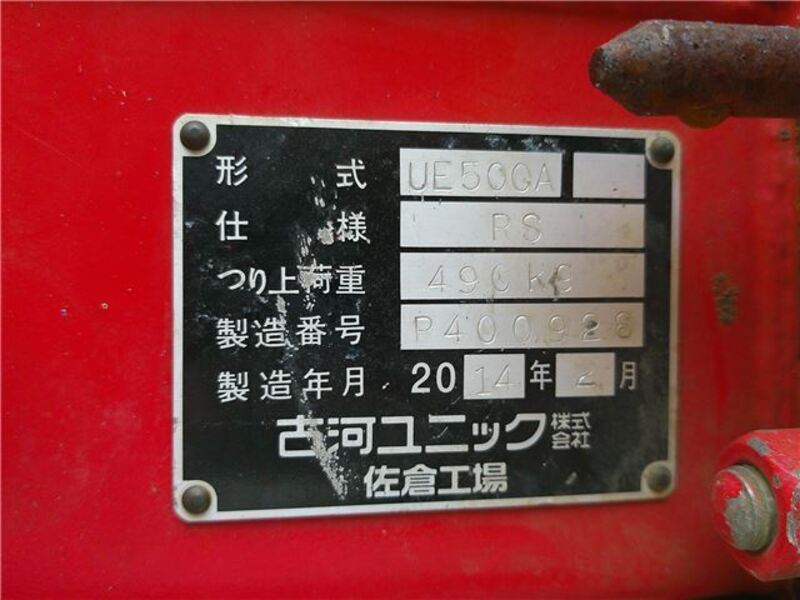 形式 UE500A
仕様 RS
つり上荷重 490kg
製造番号 P400926
製造年月 2014年2月
古河ユニック株式会社
佐倉工場